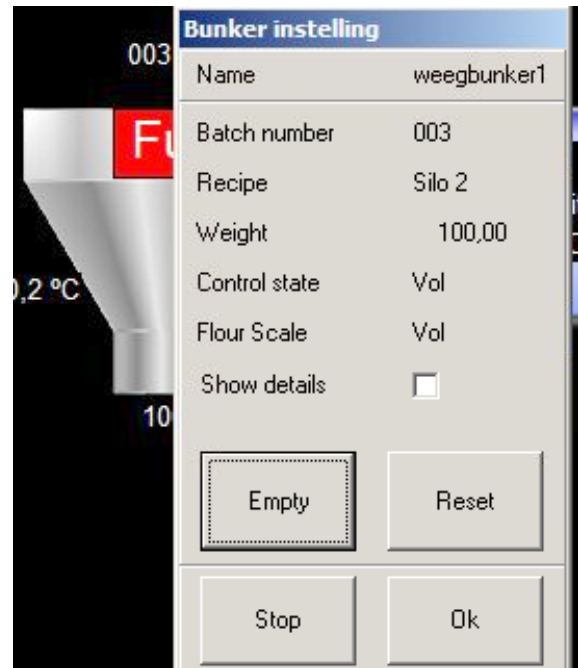 Bunker instelling
003
Name weegbunker1
Batch number 003
Fu
Recipe Silo 2
Weight 100,00
,2 ºC
Control state Vol
Flour Scale Vol
Show details
10
Empty Reset
Stop Ok